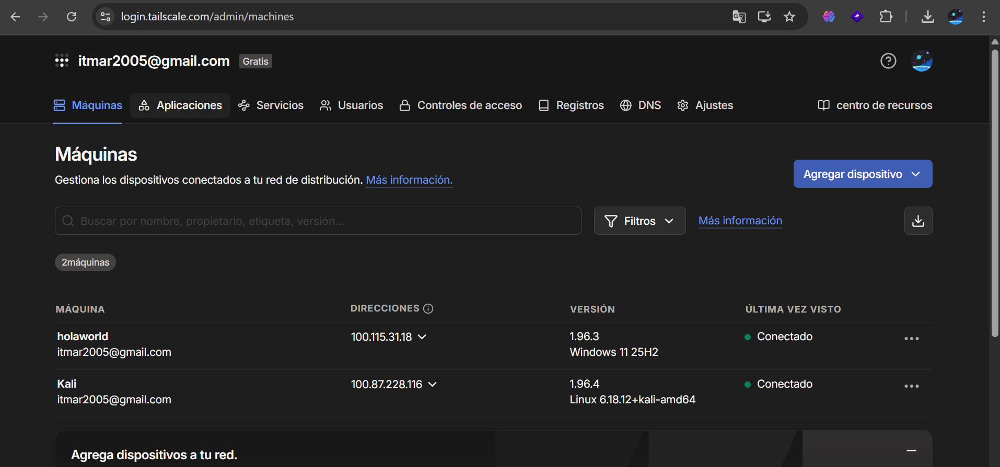 login.tailscale.com/admin/machines
itmar2005@gmail.com Gratis
Máquinas Aplicaciones Servicios Usuarios Controles de acceso Registros DNS Ajustes centro de recursos
Máquinas
Gestiona los dispositivos conectados a tu red de distribución. Más información.
Agregar dispositivo
Buscar por nombre, propietario, etiqueta, versión...
Filtros
Más información
2máquinas
MÁQUINA DIRECCIONES VERSIÓN ÚLTIMA VEZ VISTO
holaworld 100.115.31.18 1.96.3 Conectado
itmar2005@gmail.com Windows 11 25H2
Kali 100.87.228.116 1.96.4 Conectado
itmar2005@gmail.com Linux 6.18.12+kali-amd64
Agrega dispositivos a tu red.